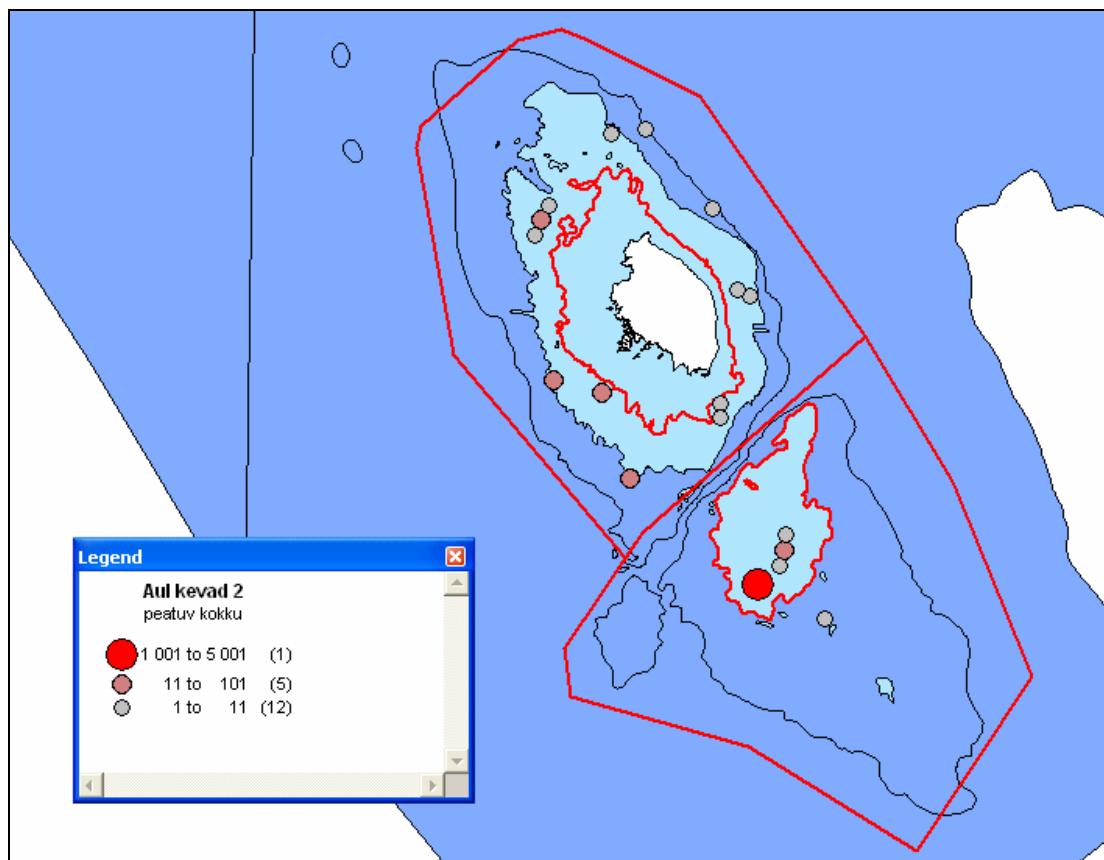 Legend
Aul kevad 2
peatuv kokku
1 001 to 5 001 (1)
11 to 101 (5)
1 to 11 (12)